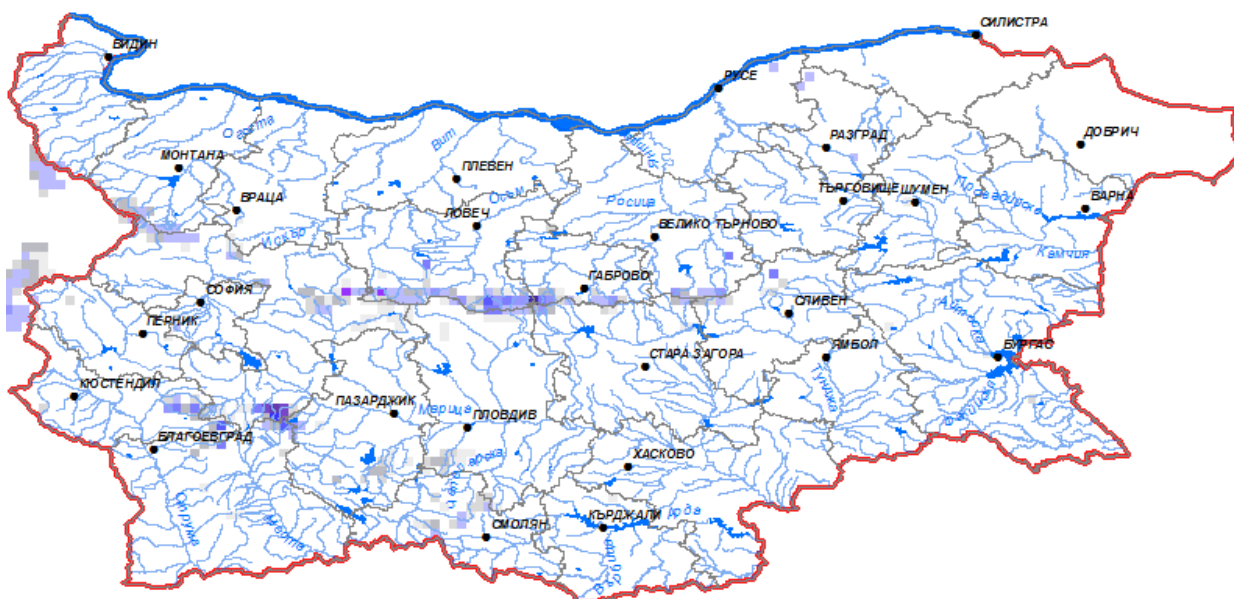 СИЛИСТРА
ВИДИН
РУСЕ
Огоста
Вит
РАЗГРАД
ДОБРИЧ
МОНТАНА
ПЛЕВЕН
ВРАЦА
Осъм
Росица
ТЪРГОВИЩЕ
ШУМЕН
Провадийска
ВАРНА
ЛОВЕЧ
Искър
ВЕЛИКО ТЪРНОВО
Камчия
ГАБРОВО
СОФИЯ
СЛИВЕН
Айтоска
ПЕРНИК
СТАРА ЗАГОРА
ЯМБОЛ
БУРГАС
КЮСТЕНДИЛ
Тунджа
ПАЗАРДЖИК
Марица
ПЛОВДИВ
БЛАГОЕВГРАД
ХАСКОВО
Струма
Места
СМОЛЯН
КЪРДЖАЛИ